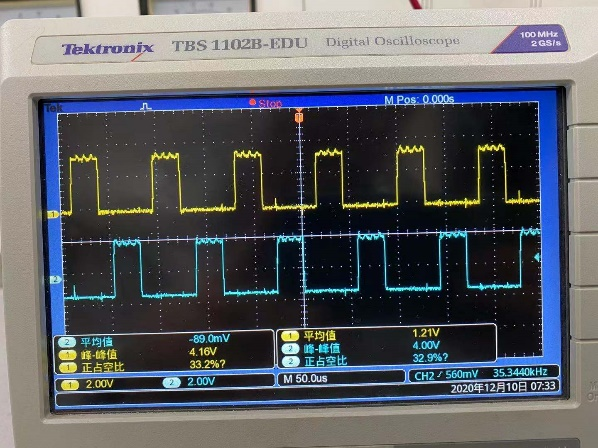 Tektronix TBS 1102B-EDU Digital Oscilloscope 100 MHz 2 GS/s
Tek Stop M Pos: 0.000s
T
1
2
2 平均值 -89.0mV
1 峰-峰值 4.16V
1 正占空比 33.2%?
1 平均值 1.21V
2 峰-峰值 4.00V
2 正占空比 32.9%?
1 2.00V 2 2.00V M 50.0us CH2 560mV 35.3440kHz
2020年12月10日 07:33